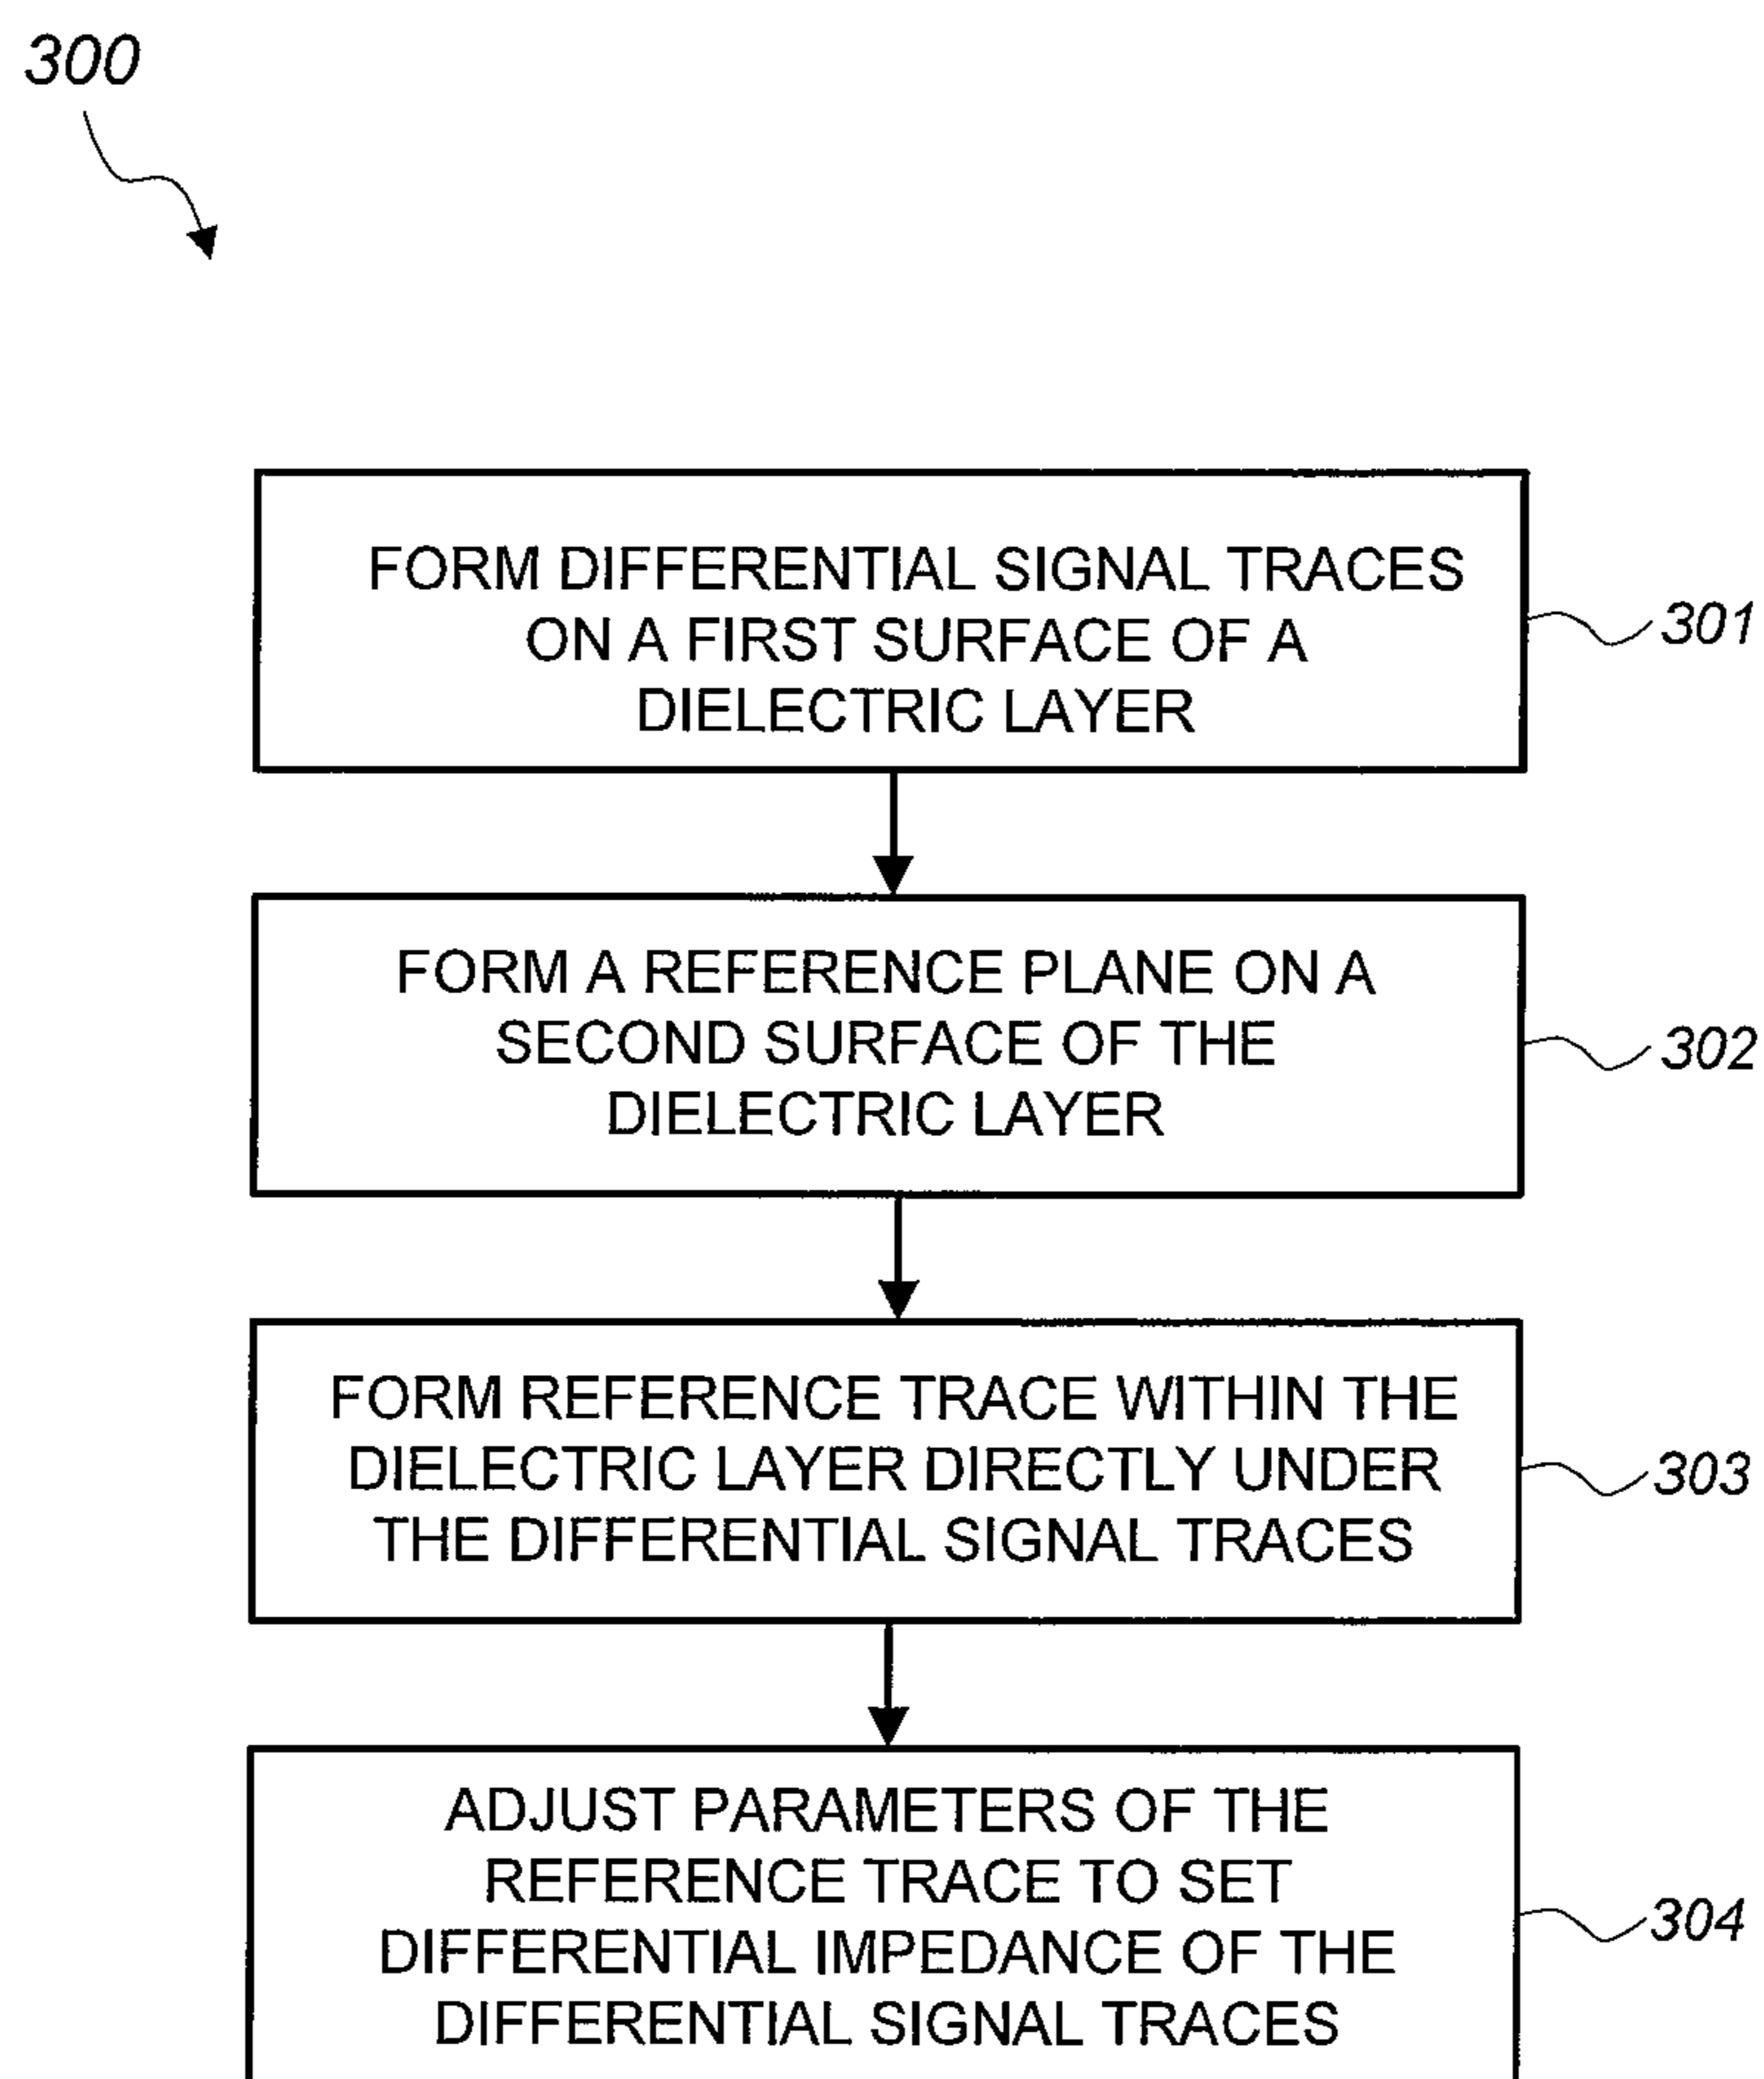 300
FORM DIFFERENTIAL SIGNAL TRACES
ON A FIRST SURFACE OF A
DIELECTRIC LAYER
301
FORM A REFERENCE PLANE ON A
SECOND SURFACE OF THE
DIELECTRIC LAYER
302
FORM REFERENCE TRACE WITHIN THE
DIELECTRIC LAYER DIRECTLY UNDER
THE DIFFERENTIAL SIGNAL TRACES
303
ADJUST PARAMETERS OF THE
REFERENCE TRACE TO SET
DIFFERENTIAL IMPEDANCE OF THE
DIFFERENTIAL SIGNAL TRACES
304